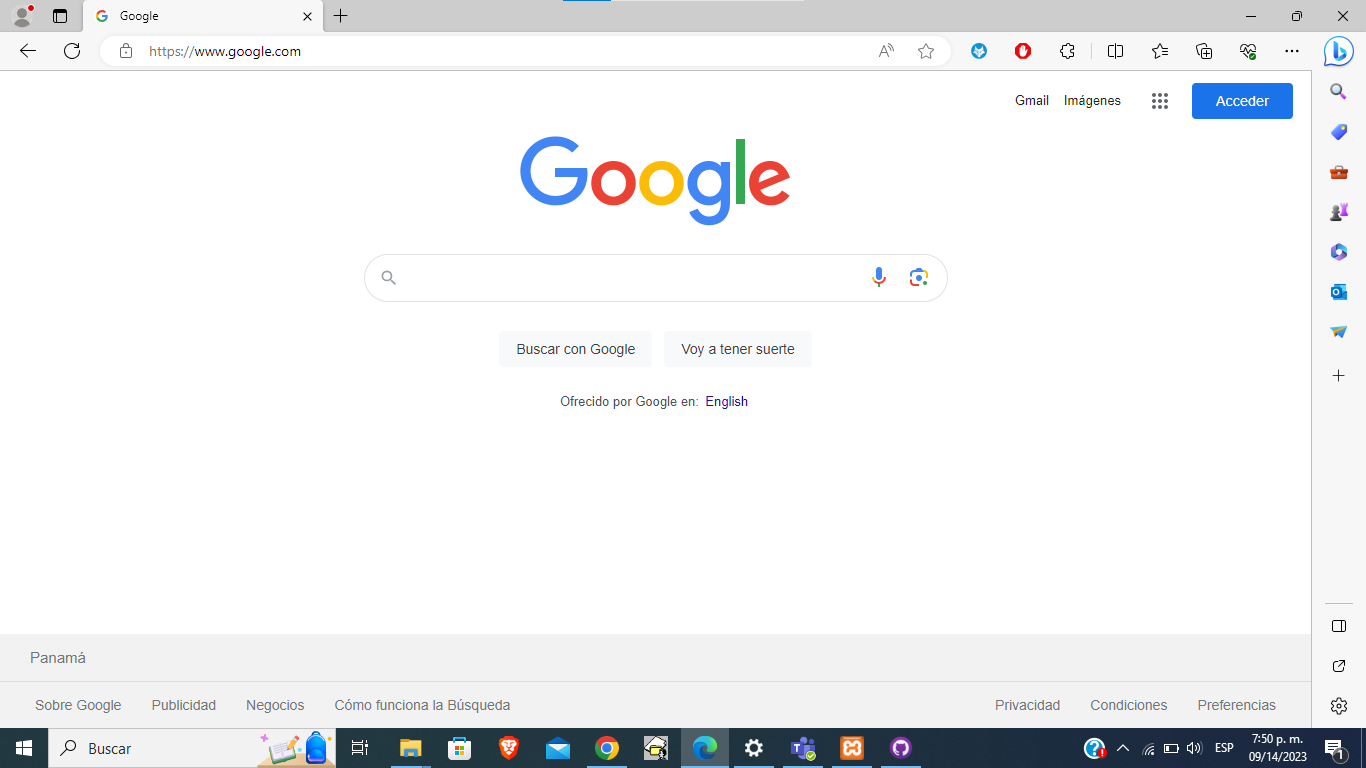 Google
https://www.google.com
Gmail Imágenes Acceder
Google
Buscar con Google Voy a tener suerte
Ofrecido por Google en: English
Panamá
Sobre Google Publicidad Negocios Cómo funciona la Búsqueda Privacidad Condiciones Preferencias
Buscar
ESP
7:50 p. m.
09/14/2023
1